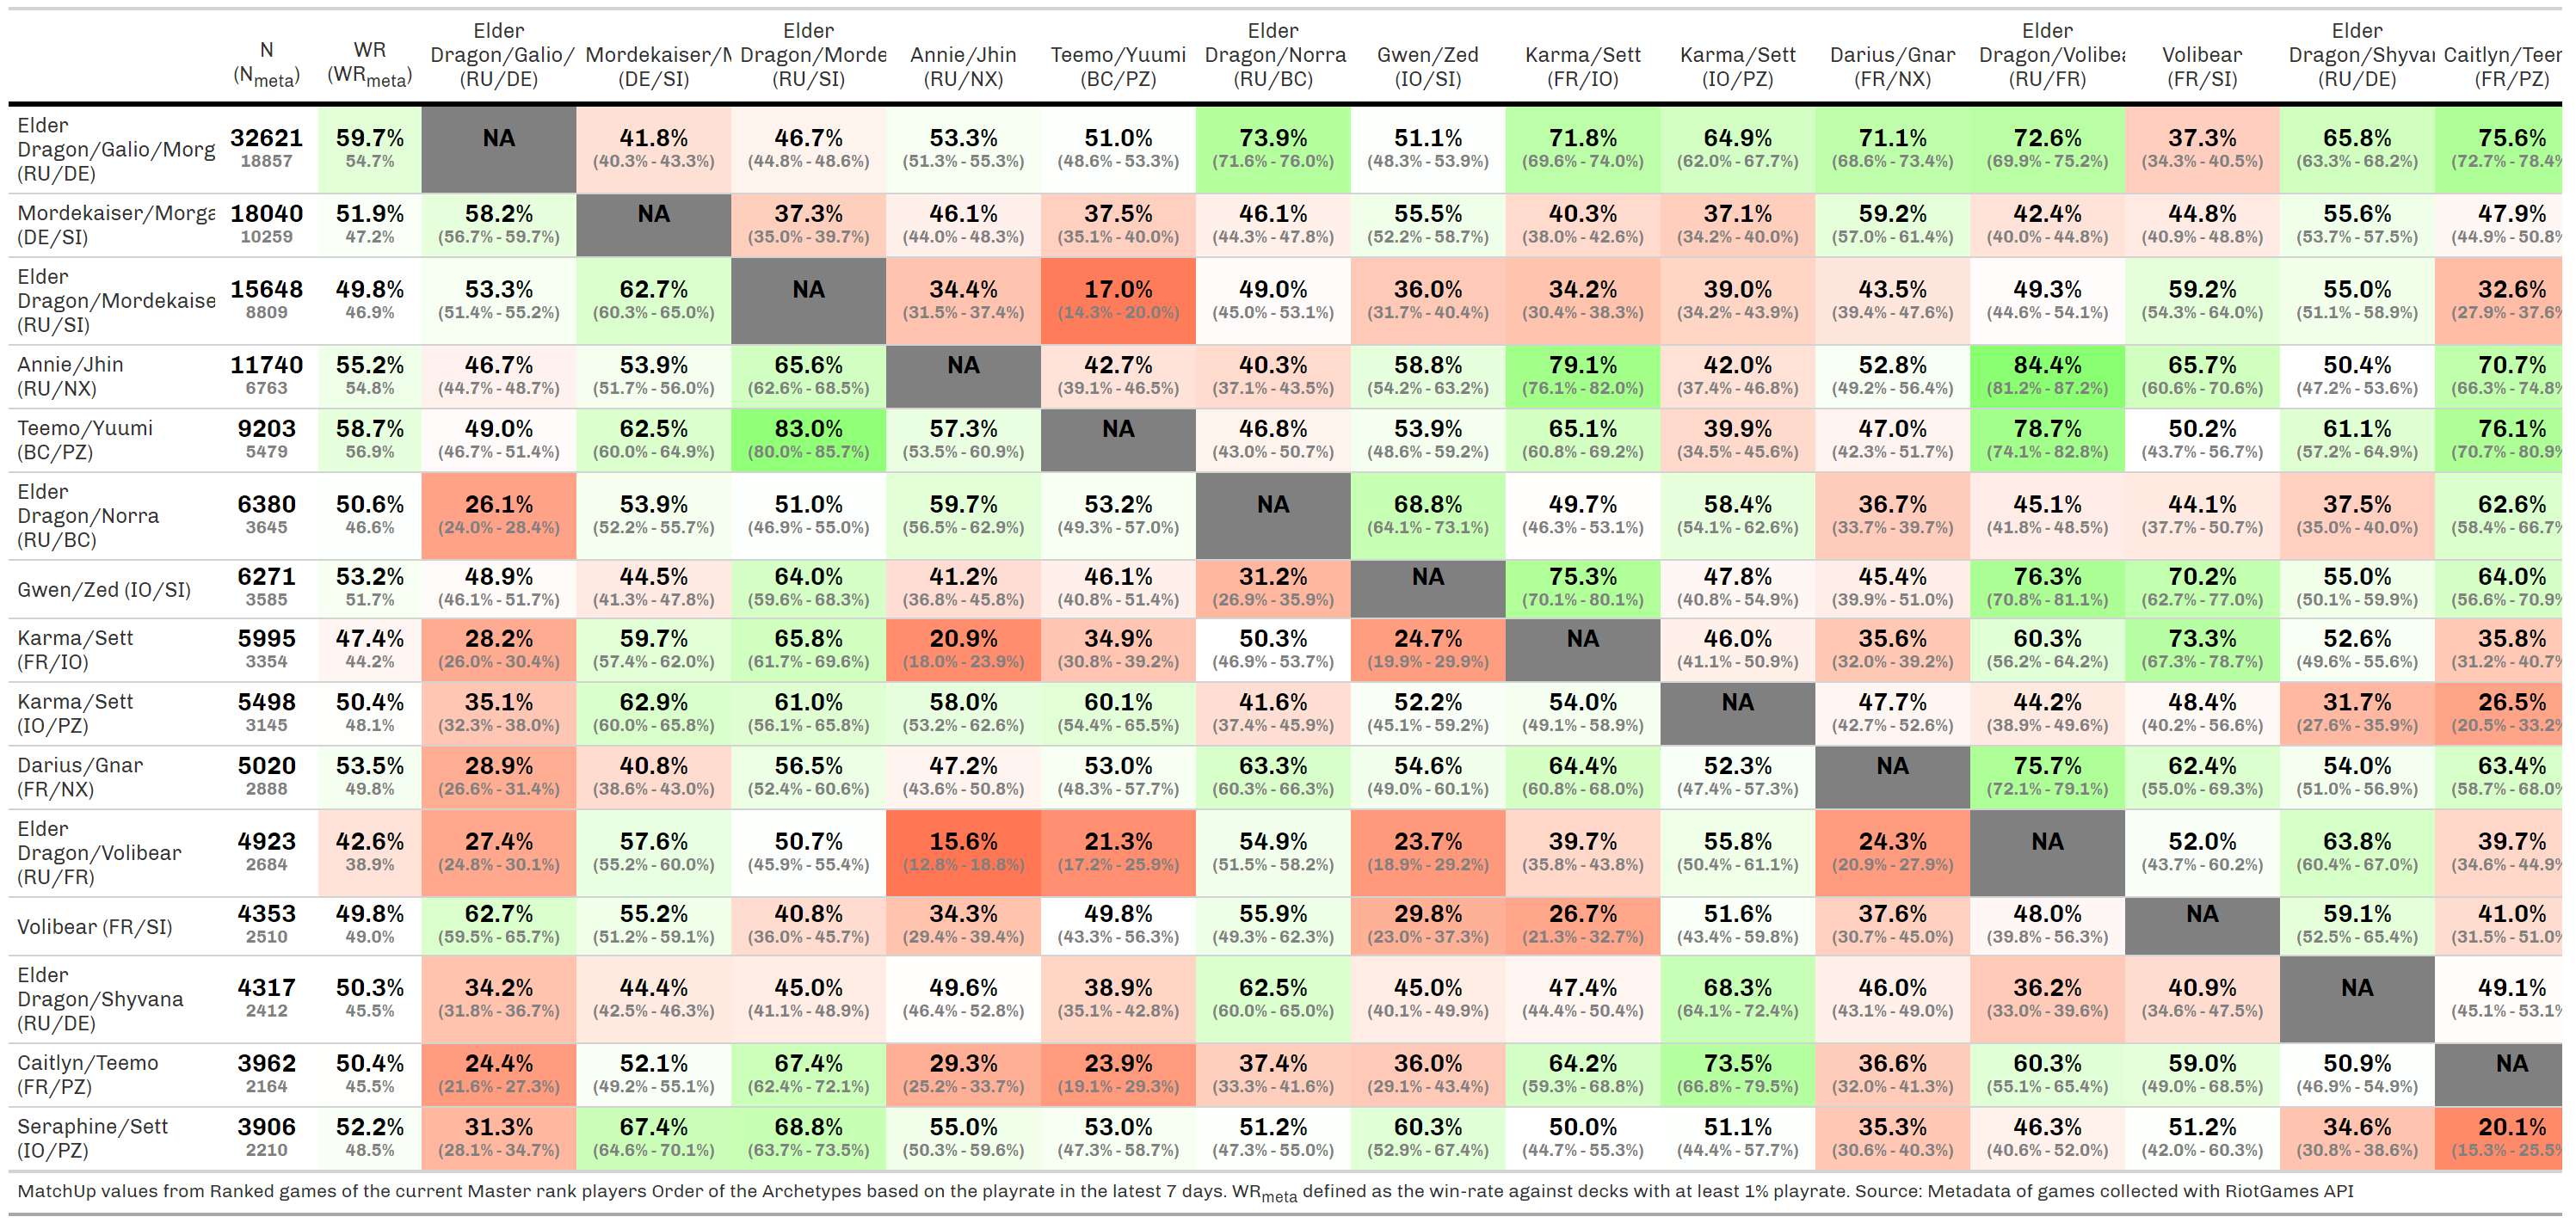 Elder Elder Elder Elder Elder
N WR Dragon/Galio/ Mordekaiser/M Dragon/Morde Annie/Jhin Teemo/Yuumi Dragon/Norra Gwen/Zed Karma/Sett Karma/Sett Darius/Gnar Dragon/Volibea Volibear Dragon/Shyva Caitlyn/Tee
(Nmeta) (WRmeta) (RU/DE) (DE/SI) (RU/SI) (RU/NX) (BC/PZ) (RU/BC) (IO/SI) (FR/IO) (IO/PZ) (FR/NX) (RU/FR) (FR/SI) (RU/DE) (FR/PZ)
Elder
Dragon/Galio/Morg
(RU/DE)
32621 59.7% NA 41.8% 46.7% 53.3% 51.0% 73.9% 51.1% 71.8% 64.9% 71.1% 72.6% 37.3% 65.8% 75.6%
18857 54.7% (40.3% - 43.3%) (44.8% - 48.6%) (51.3% - 55.3%) (48.6% - 53.3%) (71.6% - 76.0%) (48.3% - 53.9%) (69.6% - 74.0%) (62.0% - 67.7%) (68.6% - 73.4%) (69.9% - 75.2%) (34.3% - 40.5%) (63.3% - 68.2%) (72.7% - 78.4%
Mordekaiser/Morga
(DE/SI)
18040 51.9% 58.2% NA 37.3% 46.1% 37.5% 46.1% 55.5% 40.3% 37.1% 59.2% 42.4% 44.8% 55.6% 47.9%
10259 47.2% (56.7% - 59.7%) (35.0% - 39.7%) (44.0% - 48.3%) (35.1% - 40.0%) (44.3% - 47.8%) (52.2% - 58.7%) (38.0% - 42.6%) (34.2% - 40.0%) (57.0% - 61.4%) (40.0% - 44.8%) (40.9% - 48.8%) (53.7% - 57.5%) (44.9% - 50.8%
Elder
Dragon/Mordekaise
(RU/SI)
15648 49.8% 53.3% 62.7% NA 34.4% 17.0% 49.0% 36.0% 34.2% 39.0% 43.5% 49.3% 59.2% 55.0% 32.6%
8809 46.9% (51.4% - 55.2%) (60.3% - 65.0%) (31.5% - 37.4%) (14.3% - 20.0%) (45.0% - 53.1%) (31.7% - 40.4%) (30.4% - 38.3%) (34.2% - 43.9%) (39.4% - 47.6%) (44.6% - 54.1%) (54.3% - 64.0%) (51.1% - 58.9%) (27.9% - 37.6%
Annie/Jhin
(RU/NX)
11740 55.2% 46.7% 53.9% 65.6% NA 42.7% 40.3% 58.8% 79.1% 42.0% 52.8% 84.4% 65.7% 50.4% 70.7%
6763 54.8% (44.7% - 48.7%) (51.7% - 56.0%) (62.6% - 68.5%) (39.1% - 46.5%) (37.1% - 43.5%) (54.2% - 63.2%) (76.1% - 82.0%) (37.4% - 46.8%) (49.2% - 56.4%) (81.2% - 87.2%) (60.6% - 70.6%) (47.2% - 53.6%) (66.3% - 74.8%
Teemo/Yuumi
(BC/PZ)
9203 58.7% 49.0% 62.5% 83.0% 57.3% NA 46.8% 53.9% 65.1% 39.9% 47.0% 78.7% 50.2% 61.1% 76.1%
5479 56.9% (46.7% - 51.4%) (60.0% - 64.9%) (80.0% - 85.7%) (53.5% - 60.9%) (43.0% - 50.7%) (48.6% - 59.2%) (60.8% - 69.2%) (34.5% - 45.6%) (42.3% - 51.7%) (74.1% - 82.8%) (43.7% - 56.7%) (57.2% - 64.9%) (70.7% - 80.9%
Elder
Dragon/Norra
(RU/BC)
6380 50.6% 26.1% 53.9% 51.0% 59.7% 53.2% NA 68.8% 49.7% 58.4% 36.7% 45.1% 44.1% 37.5% 62.6%
3645 46.6% (24.0% - 28.4%) (52.2% - 55.7%) (46.9% - 55.0%) (56.5% - 62.9%) (49.3% - 57.0%) (64.1% - 73.1%) (46.3% - 53.1%) (54.1% - 62.6%) (33.7% - 39.7%) (41.8% - 48.5%) (37.7% - 50.7%) (35.0% - 40.0%) (58.4% - 66.7%
Gwen/Zed (IO/SI)
6271 53.2% 48.9% 44.5% 64.0% 41.2% 46.1% 31.2% NA 75.3% 47.8% 45.4% 76.3% 70.2% 55.0% 64.0%
3585 51.7% (46.1% - 51.7%) (41.3% - 47.8%) (59.6% - 68.3%) (36.8% - 45.8%) (40.8% - 51.4%) (26.9% - 35.9%) (70.1% - 80.1%) (40.8% - 54.9%) (39.9% - 51.0%) (70.8% - 81.1%) (62.7% - 77.0%) (50.1% - 59.9%) (56.6% - 70.9%
Karma/Sett
(FR/IO)
5995 47.4% 28.2% 59.7% 65.8% 20.9% 34.9% 50.3% 24.7% NA 46.0% 35.6% 60.3% 73.3% 52.6% 35.8%
3354 44.2% (26.0% - 30.4%) (57.4% - 62.0%) (61.7% - 69.6%) (18.0% - 23.9%) (30.8% - 39.2%) (46.9% - 53.7%) (19.9% - 29.9%) (41.1% - 50.9%) (32.0% - 39.2%) (56.2% - 64.2%) (67.3% - 78.7%) (49.6% - 55.6%) (31.2% - 40.7%
Karma/Sett
(IO/PZ)
5498 50.4% 35.1% 62.9% 61.0% 58.0% 60.1% 41.6% 52.2% 54.0% NA 47.7% 44.2% 48.4% 31.7% 26.5%
3145 48.1% (32.3% - 38.0%) (60.0% - 65.8%) (56.1% - 65.8%) (53.2% - 62.6%) (54.4% - 65.5%) (37.4% - 45.9%) (45.1% - 59.2%) (49.1% - 58.9%) (42.7% - 52.6%) (38.9% - 49.6%) (40.2% - 56.6%) (27.6% - 35.9%) (20.5% - 33.2%
Darius/Gnar
(FR/NX)
5020 53.5% 28.9% 40.8% 56.5% 47.2% 53.0% 63.3% 54.6% 64.4% 52.3% NA 75.7% 62.4% 54.0% 63.4%
2888 49.8% (26.6% - 31.4%) (38.6% - 43.0%) (52.4% - 60.6%) (43.6% - 50.8%) (48.3% - 57.7%) (60.3% - 66.3%) (49.0% - 60.1%) (60.8% - 68.0%) (47.4% - 57.3%) (72.1% - 79.1%) (55.0% - 69.3%) (51.0% - 56.9%) (58.7% - 68.0%
Elder
Dragon/Volibear
(RU/FR)
4923 42.6% 27.4% 57.6% 50.7% 15.6% 21.3% 54.9% 23.7% 39.7% 55.8% 24.3% NA 52.0% 63.8% 39.7%
2684 38.9% (24.8% - 30.1%) (55.2% - 60.0%) (45.9% - 55.4%) (12.8% - 18.8%) (17.2% - 25.9%) (51.5% - 58.2%) (18.9% - 29.2%) (35.8% - 43.8%) (50.4% - 61.1%) (20.9% - 27.9%) (43.7% - 60.2%) (60.4% - 67.0%) (34.6% - 44.9%
Volibear (FR/SI)
4353 49.8% 62.7% 55.2% 40.8% 34.3% 49.8% 55.9% 29.8% 26.7% 51.6% 37.6% 48.0% NA 59.1% 41.0%
2510 49.0% (59.5% - 65.7%) (51.2% - 59.1%) (36.0% - 45.7%) (29.4% - 39.4%) (43.3% - 56.3%) (49.3% - 62.3%) (23.0% - 37.3%) (21.3% - 32.7%) (43.4% - 59.8%) (30.7% - 45.0%) (39.8% - 56.3%) (52.5% - 65.4%) (31.5% - 51.0%
Elder
Dragon/Shyvana
(RU/DE)
4317 50.3% 34.2% 44.4% 45.0% 49.6% 38.9% 62.5% 45.0% 47.4% 68.3% 46.0% 36.2% 40.9% NA 49.1%
2412 45.5% (31.8% - 36.7%) (42.5% - 46.3%) (41.1% - 48.9%) (46.4% - 52.8%) (35.1% - 42.8%) (60.0% - 65.0%) (40.1% - 49.9%) (44.4% - 50.4%) (64.1% - 72.4%) (43.1% - 49.0%) (33.0% - 39.6%) (34.6% - 47.5%) (45.1% - 53.1%
Caitlyn/Teemo
(FR/PZ)
3962 50.4% 24.4% 52.1% 67.4% 29.3% 23.9% 37.4% 36.0% 64.2% 73.5% 36.6% 60.3% 59.0% 50.9% NA
2164 45.5% (21.6% - 27.3%) (49.2% - 55.1%) (62.4% - 72.1%) (25.2% - 33.7%) (19.1% - 29.3%) (33.3% - 41.6%) (29.1% - 43.4%) (59.3% - 68.8%) (66.8% - 79.5%) (32.0% - 41.3%) (55.1% - 65.4%) (49.0% - 68.5%) (46.9% - 54.9%)
Seraphine/Sett
(IO/PZ)
3906 52.2% 31.3% 67.4% 68.8% 55.0% 53.0% 51.2% 60.3% 50.0% 51.1% 35.3% 46.3% 51.2% 34.6% 20.1%
2210 48.5% (28.1% - 34.7%) (64.6% - 70.1%) (63.7% - 73.5%) (50.3% - 59.6%) (47.3% - 58.7%) (47.3% - 55.0%) (52.9% - 67.4%) (44.7% - 55.3%) (44.4% - 57.7%) (30.6% - 40.3%) (40.6% - 52.0%) (42.0% - 60.3%) (30.8% - 38.6%) (15.3% - 25.5%
MatchUp values from Ranked games of the current Master rank players Order of the Archetypes based on the playrate in the latest 7 days. WRmeta defined as the win-rate against decks with at least 1% playrate. Source: Metadata of games collected with RiotGames API